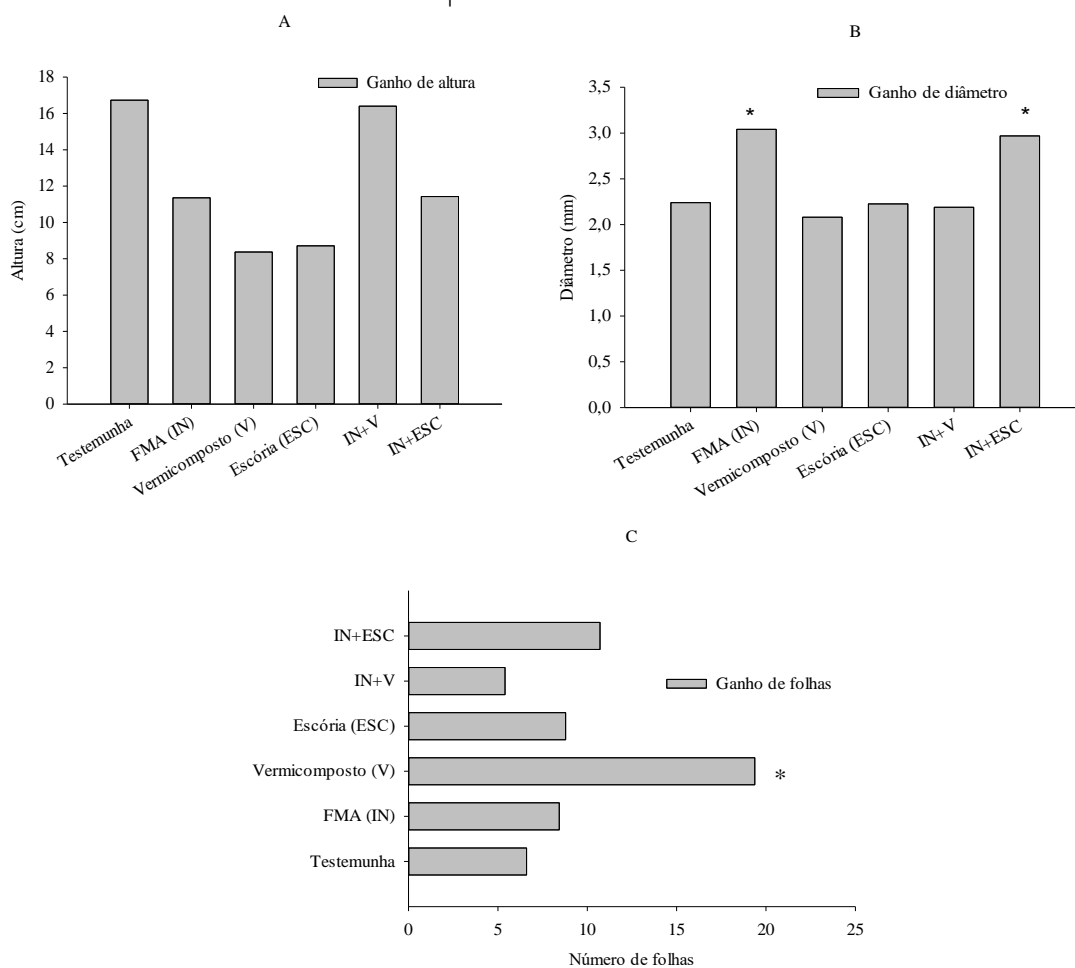 A
Ganho de altura
18
16
14
12
10
8
6
4
2
0
Altura (cm)
Testemunha
FMA (IN)
Vermicomposto (V)
Escória (ESC)
IN+V
IN+ESC
B
Ganho de diâmetro
3,5
3,0
2,5
2,0
1,5
1,0
0,5
0,0
Diâmetro (mm)
* *
Testemunha
FMA (IN)
Vermicomposto (V)
Escória (ESC)
IN+V
IN+ESC
C
IN+ESC
IN+V
Ganho de folhas
Escória (ESC)
Vermicomposto (V) *
FMA (IN)
Testemunha
0 5 10 15 20 25
Número de folhas